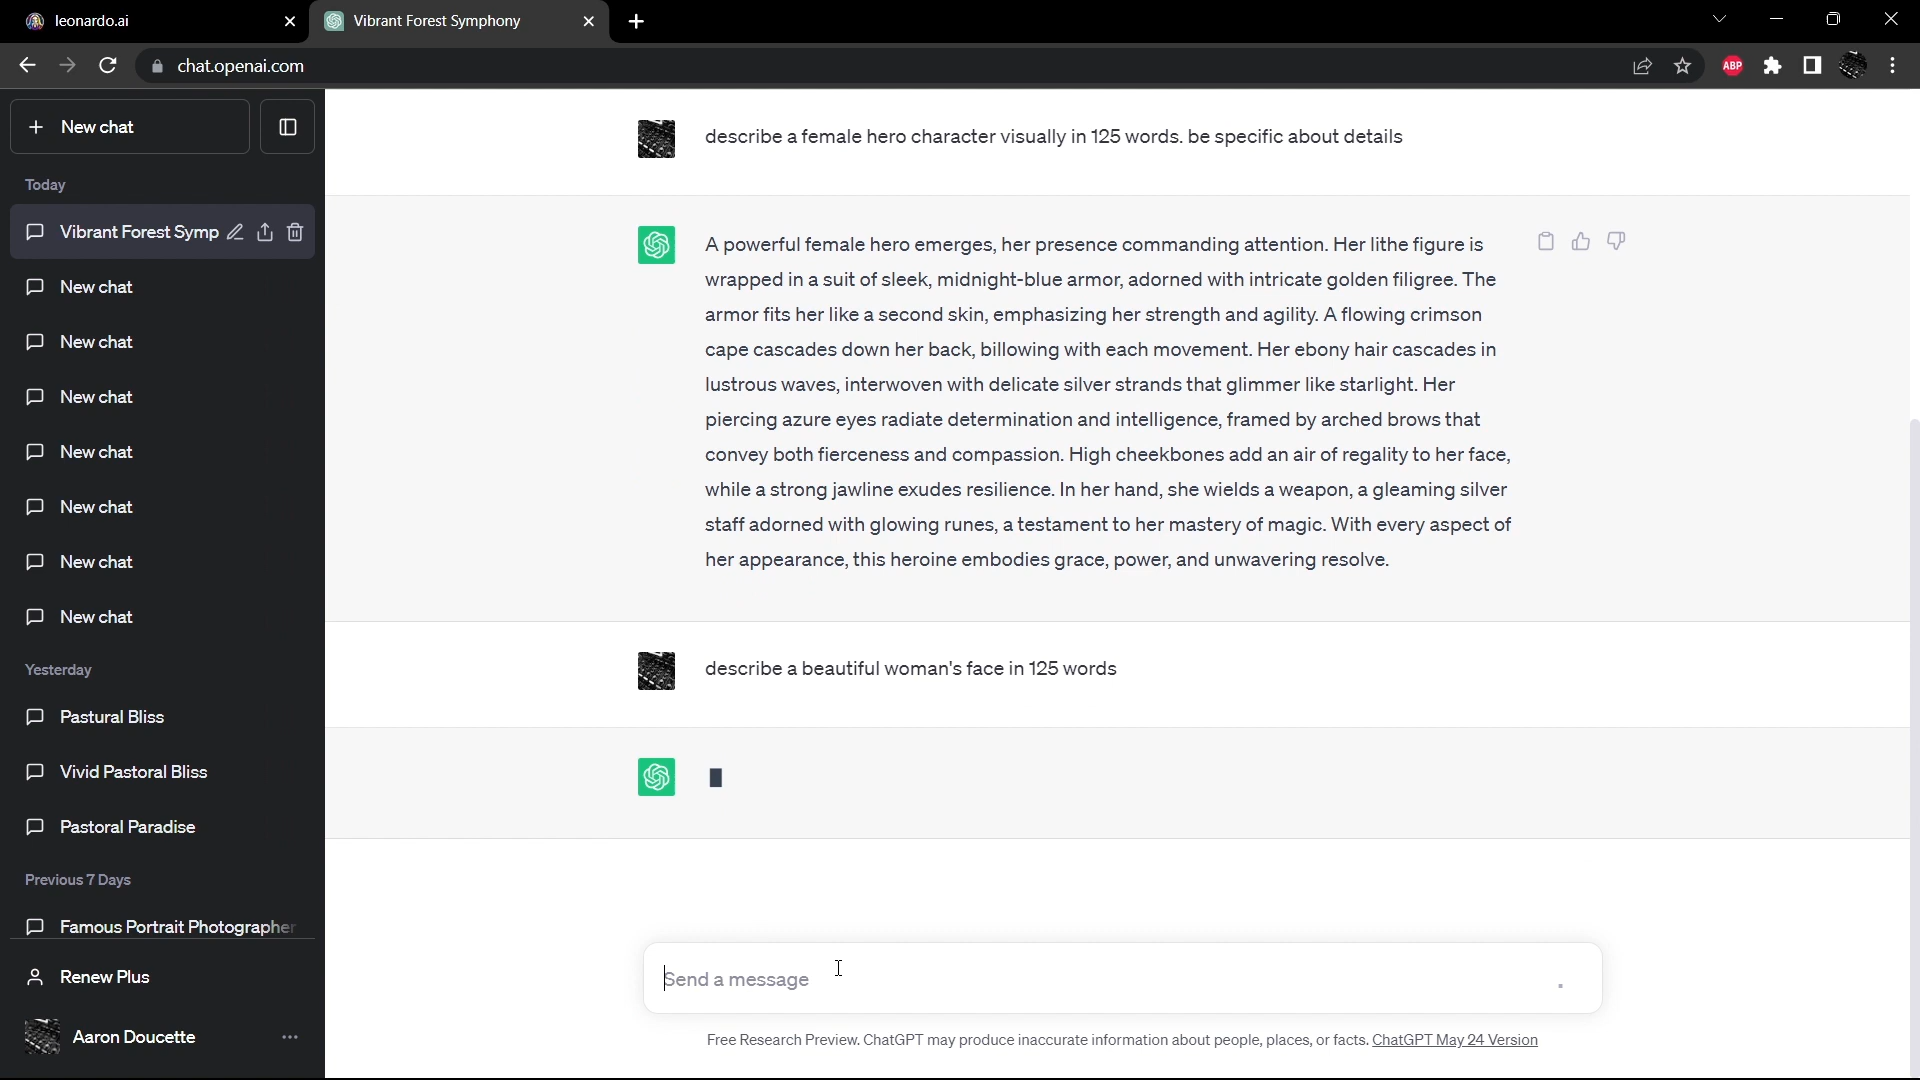 leonardo.ai
Vibrant Forest Symphony
chat.openai.com
ABP
New chat
Today
Vibrant Forest Symp
New chat
New chat
New chat
New chat
New chat
New chat
New chat
Yesterday
Pastural Bliss
Vivid Pastoral Bliss
Pastoral Paradise
Previous 7 Days
Famous Portrait Photographer
Renew Plus
Aaron Doucette
describe a female hero character visually in 125 words. be specific about details
A powerful female hero emerges, her presence commanding attention. Her lithe figure is
wrapped in a suit of sleek, midnight-blue armor, adorned with intricate golden filigree. The
armor fits her like a second skin, emphasizing her strength and agility. A flowing crimson
cape cascades down her back, billowing with each movement. Her ebony hair cascades in
lustrous waves, interwoven with delicate silver strands that glimmer like starlight. Her
piercing azure eyes radiate determination and intelligence, framed by arched brows that
convey both fierceness and compassion. High cheekbones add an air of regality to her face,
while a strong jawline exudes resilience. In her hand, she wields a weapon, a gleaming silver
staff adorned with glowing runes, a testament to her mastery of magic. With every aspect of
her appearance, this heroine embodies grace, power, and unwavering resolve.
describe a beautiful woman's face in 125 words
Send a message
Free Research Preview. ChatGPT may produce inaccurate information about people, places, or facts. ChatGPT May 24 Version